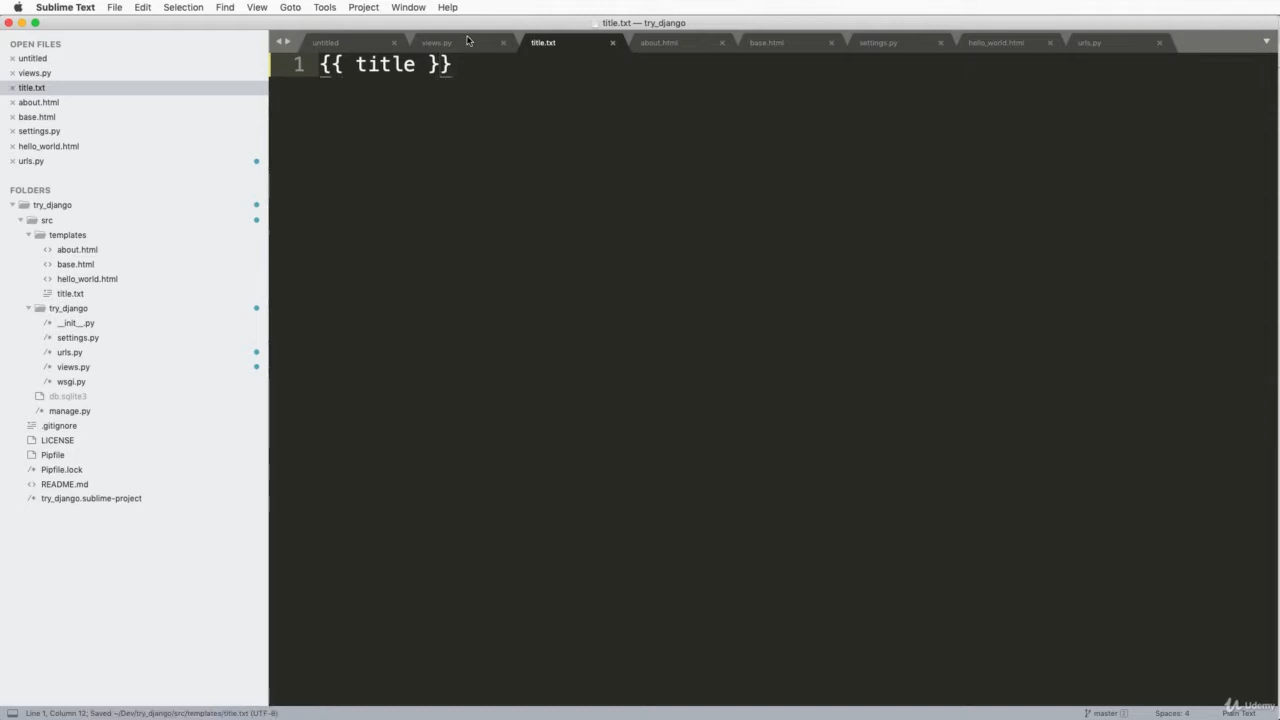 Sublime Text File Edit Selection Find View Goto Tools Project Window Help
title.txt — try_django
untitled views.py title.txt about.html base.html settings.py hello_world.html urls.py
OPEN FILES
untitled
views.py
title.txt
about.html
base.html
settings.py
hello_world.html
urls.py
FOLDERS
try_django
src
templates
about.html
base.html
hello_world.html
title.txt
try_django
__init__.py
settings.py
urls.py
views.py
wsgi.py
db.sqlite3
manage.py
.gitignore
LICENSE
Pipfile
Pipfile.lock
README.md
try_django.sublime-project
1 {{ title }}
Udemy
Line 1, Column 12; Saved ~/Dev/try_django/src/templates/title.txt (UTF-8) master Spaces: 4 Plain Text